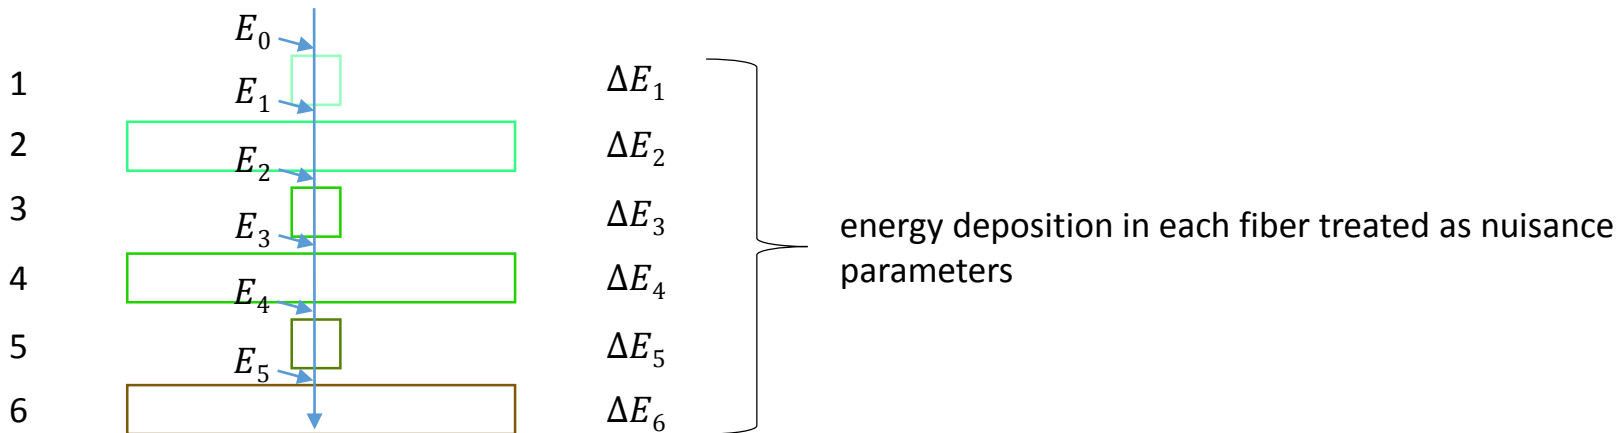 E₀
1
E₁
ΔE₁
2
E₂
ΔE₂
3
E₃
ΔE₃
energy deposition in each fiber treated as nuisance
parameters
4
E₄
ΔE₄
5
E₅
ΔE₅
6
ΔE₆